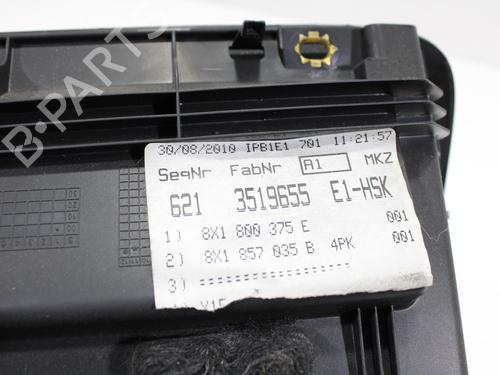 B-PARTS
30/08/2010 IPB1E1 701 11:21:57
SeqNr FabNr A1 MKZ
621 3519655 E1-HSK
1) 8X1 800 375 E 001
2) 8X1 857 035 B 4PK 001
3) --------------